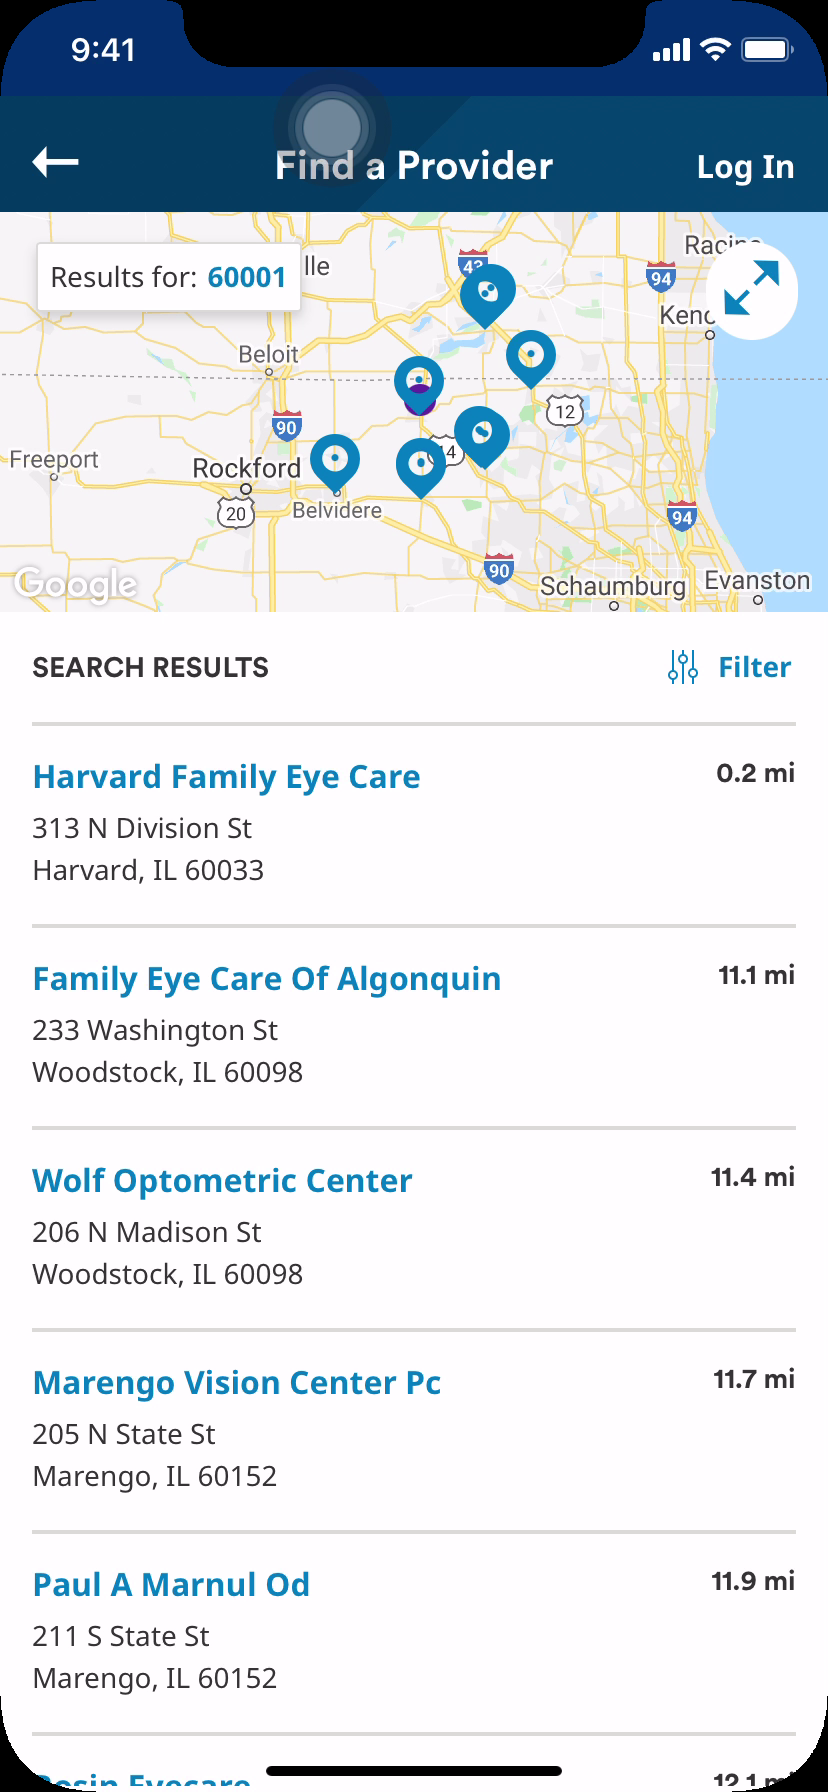 9:41
Find a Provider
Log In
Results for: 60001
lle
43
94
Beloit
12
90
Freeport
Rockford
14
20
Belvidere
94
90
Google
Schaumburg
Evanston
SEARCH RESULTS
Filter
Harvard Family Eye Care
0.2 mi
313 N Division St
Harvard, IL 60033
Family Eye Care Of Algonquin
11.1 mi
233 Washington St
Woodstock, IL 60098
Wolf Optometric Center
11.4 mi
206 N Madison St
Woodstock, IL 60098
Marengo Vision Center Pc
11.7 mi
205 N State St
Marengo, IL 60152
Paul A Marnul Od
11.9 mi
211 S State St
Marengo, IL 60152
Eyecare
12.1 mi